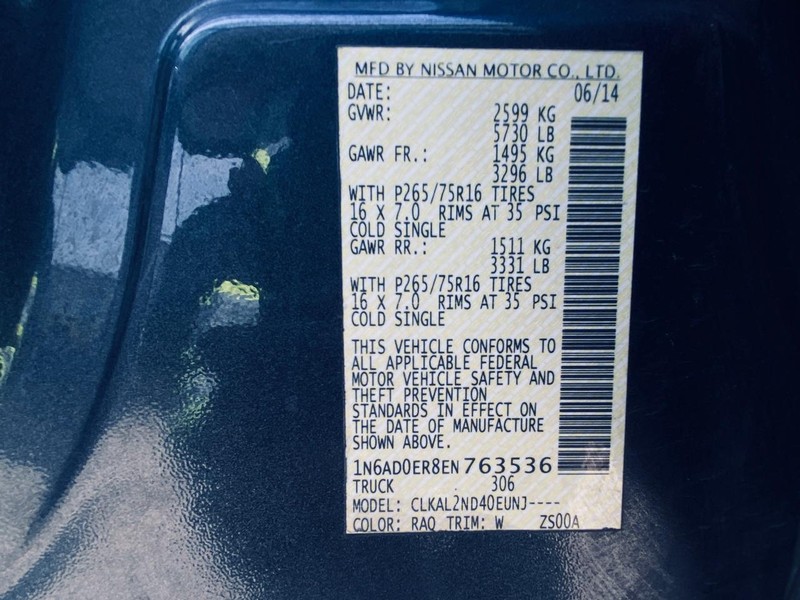 MFD BY NISSAN MOTOR CO., LTD.
DATE: 06/14
GVWR: 2599 KG
5730 LB
GAWR FR.: 1495 KG
3296 LB
WITH P265/75R16 TIRES
16 X 7.0 RIMS AT 35 PSI
COLD SINGLE
GAWR RR.: 1511 KG
3331 LB
WITH P265/75R16 TIRES
16 X 7.0 RIMS AT 35 PSI
COLD SINGLE
THIS VEHICLE CONFORMS TO
ALL APPLICABLE FEDERAL
MOTOR VEHICLE SAFETY AND
THEFT PREVENTION
STANDARDS IN EFFECT ON
THE DATE OF MANUFACTURE
SHOWN ABOVE.
1N6AD0ER8EN763536
TRUCK 306
MODEL: CLKAL2ND40EUNJ----
COLOR: RAQ TRIM: W ZS00A